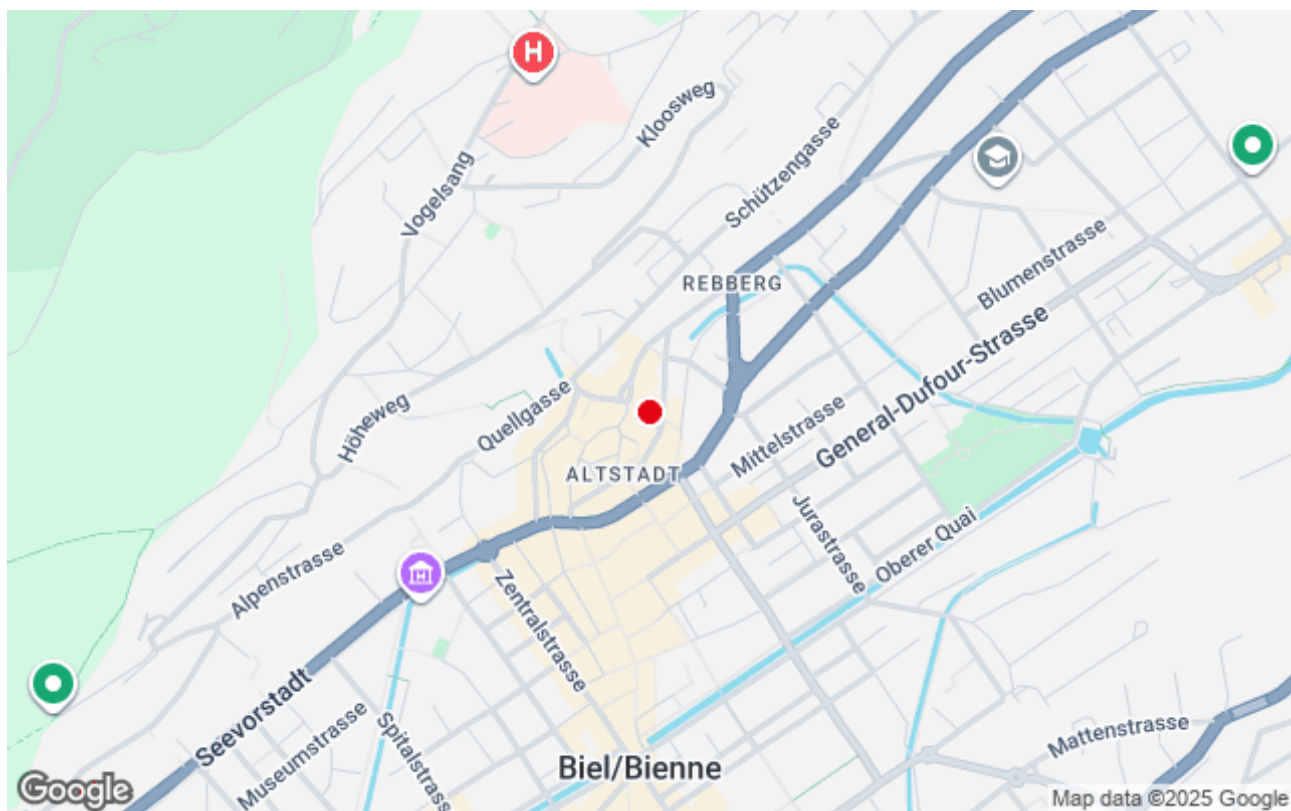 Kloosweg
Schützengasse
Vogelsang
REBBERG
Blumenstrasse
General-Dufour-Strasse
Höheweg
Quellgasse
Mittelstrasse
ALTSTADT
Jurastrasse
Oberer Quai
Alpenstrasse
Zentralstrasse
Seevorstadt
Museumstrasse
Spitalstrasse
Mattenstrasse
Biel/Bienne
Google
Map data ©2025 Google
H
H